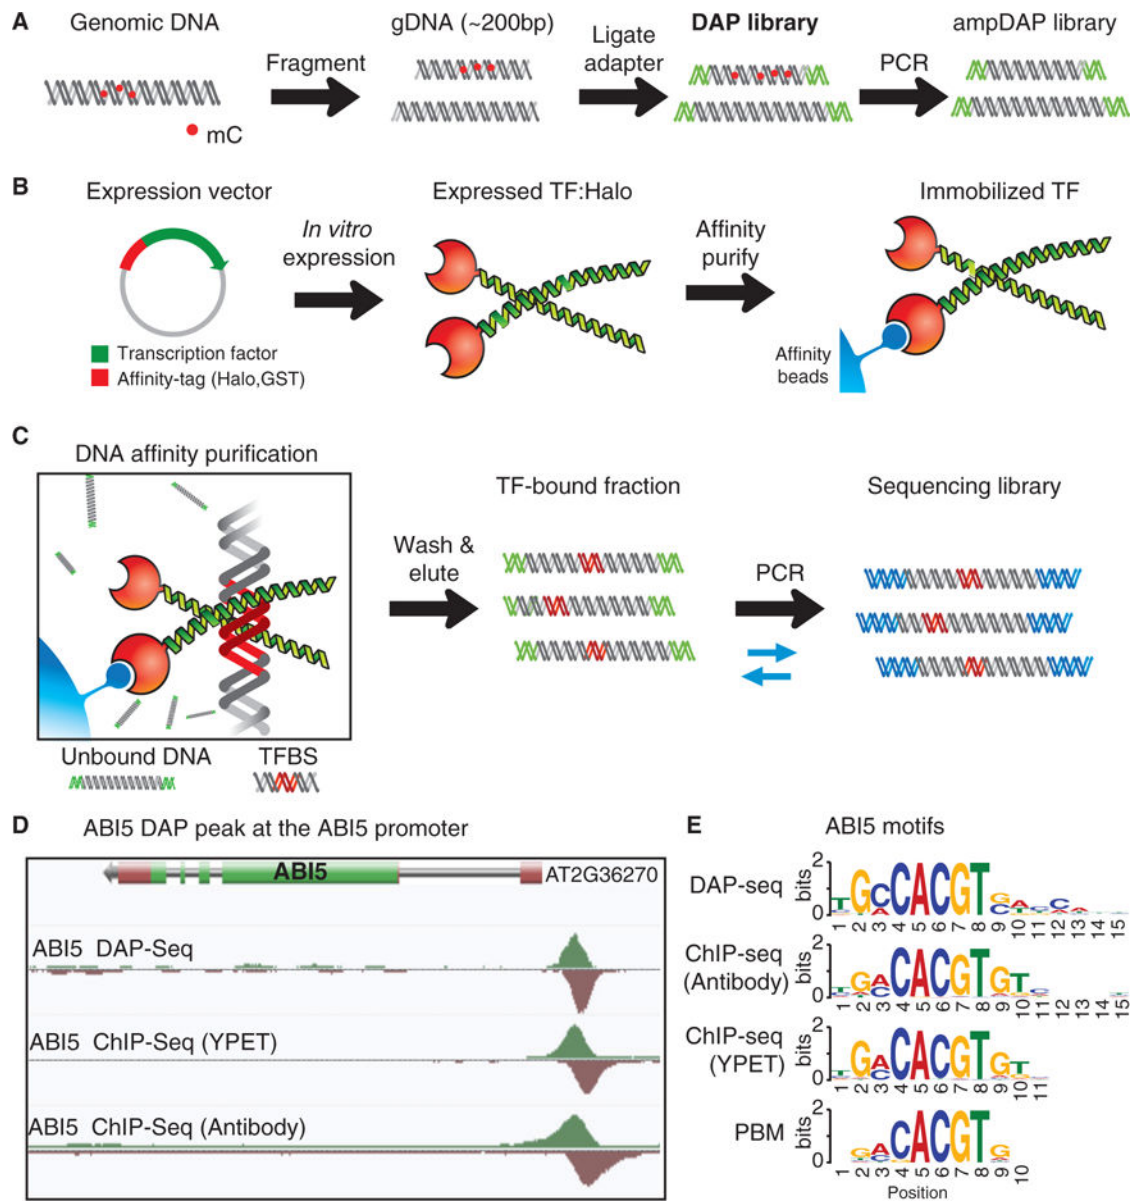 A
Genomic DNA
gDNA (~200bp)
DAP library
ampDAP library
Fragment
Ligate
adapter
PCR
mC
B
Expression vector
Expressed TF:Halo
Immobilized TF
In vitro
expression
Affinity
purify
Transcription factor
Affinity-tag (Halo,GST)
Affinity
beads
C
DNA affinity purification
TF-bound fraction
Sequencing library
Wash &
elute
PCR
Unbound DNA
TFBS
D
ABI5 DAP peak at the ABI5 promoter
ABI5
AT2G36270
ABI5 DAP-Seq
ABI5 ChIP-Seq (YPET)
ABI5 ChIP-Seq (Antibody)
E
ABI5 motifs
DAP-seq
2
bits
0
TGCCACGTG
1 2 3 4 5 6 7 8 9 10 11 12 13 14 15
ChIP-seq
(Antibody)
2
bits
0
TGACACGTGT
1 2 3 4 5 6 7 8 9 10 11 12 13 14 15
ChIP-seq
(YPET)
2
bits
0
GACACGTGT
1 2 3 4 5 6 7 8 9 10 11
PBM
2
bits
0
GACACGTG
1 2 3 4 5 6 7 8 9 10
Position